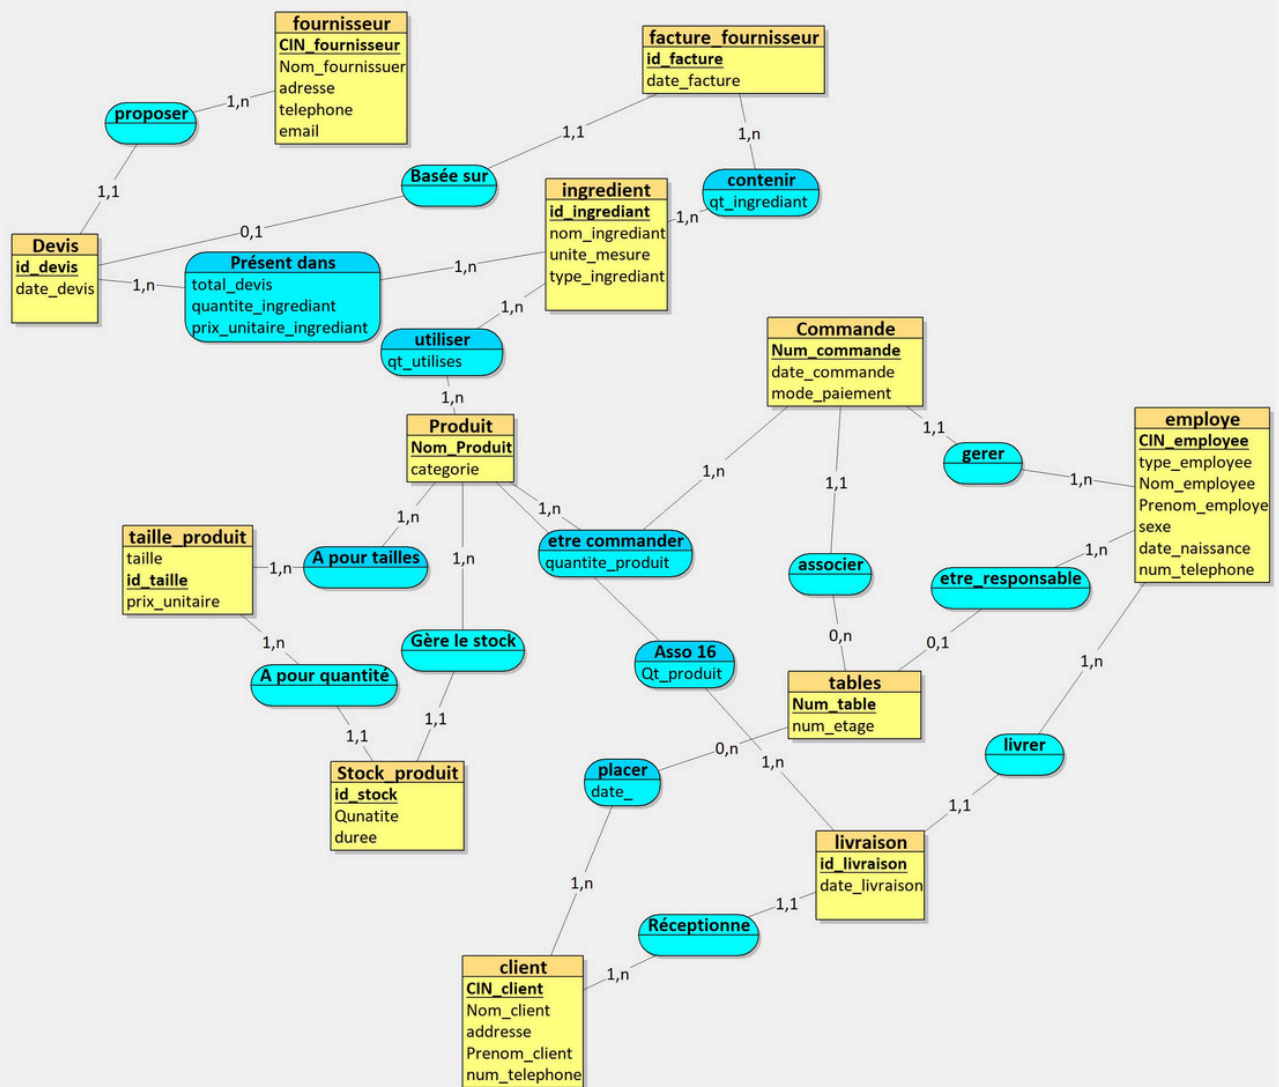 fournisseur
CIN_fournisseur
Nom_fournissuer
adresse
telephone
email
facture_fournisseur
id_facture
date_facture
proposer
1,n
1,1
Basée sur
1,1
0,1
1,n
contenir
qt_ingrediant
1,n
ingredient
id_ingrediant
nom_ingrediant
unite_mesure
type_ingrediant
Devis
id_devis
date_devis
1,n
Présent dans
total_devis
quantite_ingrediant
prix_unitaire_ingrediant
1,n
1,n
utiliser
qt_utilises
1,n
Commande
Num_commande
date_commande
mode_paiement
Produit
Nom_Produit
categorie
employe
CIN_employee
type_employee
Nom_employee
Prenom_employe
sexe
date_naissance
num_telephone
1,1
gerer
1,n
1,n
1,n
1,n
1,n
1,1
taille_produit
taille
id_taille
prix_unitaire
1,n
A pour tailles
etre commander
quantite_produit
associer
etre_responsable
1,n
0,n
0,1
1,n
Gère le stock
Asso 16
Qt_produit
A pour quantité
1,1
1,1
tables
Num_table
num_etage
1,n
livrer
Stock_produit
id_stock
Qunatite
duree
placer
date_
0,n
1,n
1,1
livraison
id_livraison
date_livraison
1,n
Réceptionne
1,1
1,n
client
CIN_client
Nom_client
addresse
Prenom_client
num_telephone